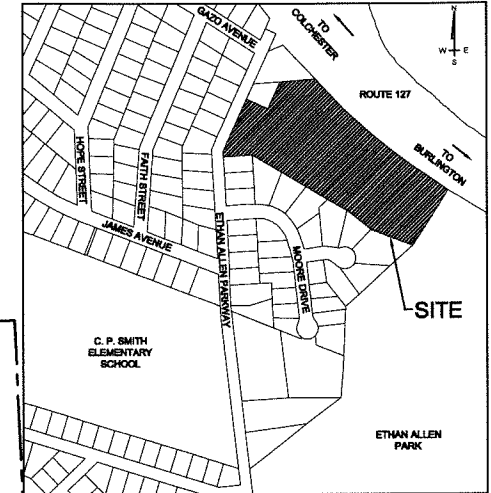 GAZO AVENUE
TO
COLCHESTER
N
W E
S
ROUTE 127
TO
BURLINGTON
HOPE STREET
FAITH STREET
JAMES AVENUE
ETHAN ALLEN PARKWAY
MOORE DRIVE
SITE
C. P. SMITH
ELEMENTARY
SCHOOL
ETHAN ALLEN
PARK